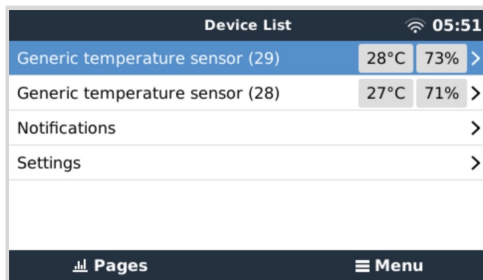 Device List 05:51
Generic temperature sensor (29) 28°C 73%
Generic temperature sensor (28) 27°C 71%
Notifications
Settings
Pages Menu